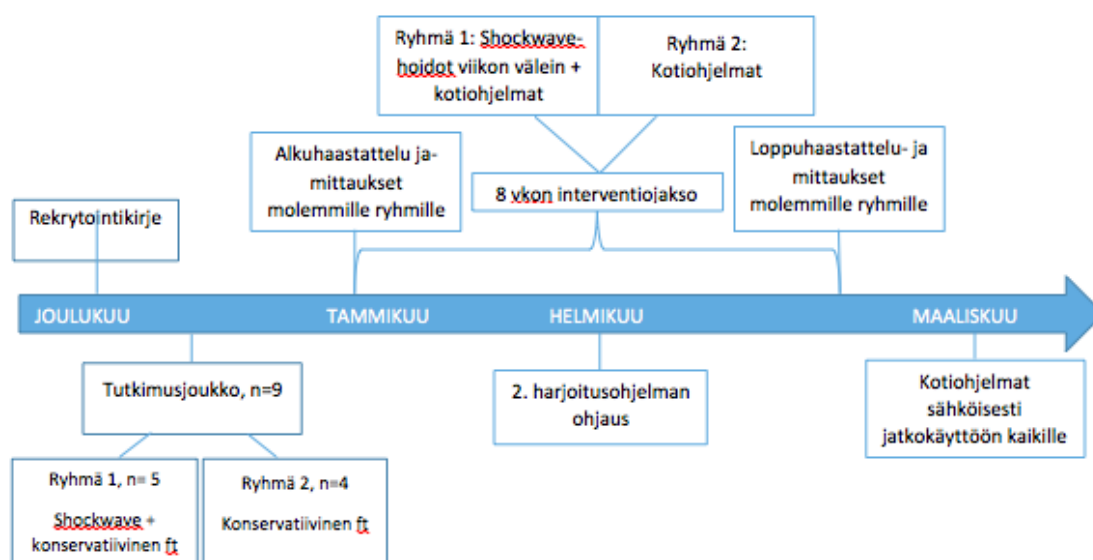 Ryhmä 1: Shockwave-
hoidot viikon välein +
kotiohjelmat
Ryhmä 2:
Kotiohjelmat
Alkuhaastattelu ja-
mittaukset
molemmille ryhmille
8 vkon interventiojakso
Loppuhaastattelu- ja
mittaukset
molemmille ryhmille
Rekrytointikirje
JOULUKUU
TAMMIKUU
HELMIKUU
MAALISKUU
Tutkimusjoukko, n=9
2. harjoitusohjelman
ohjaus
Kotiohjelmat
sähköisesti
jatkokäyttöön kaikille
Ryhmä 1, n= 5
Shockwave +
konservatiivinen ft
Ryhmä 2, n=4
Konservatiivinen ft